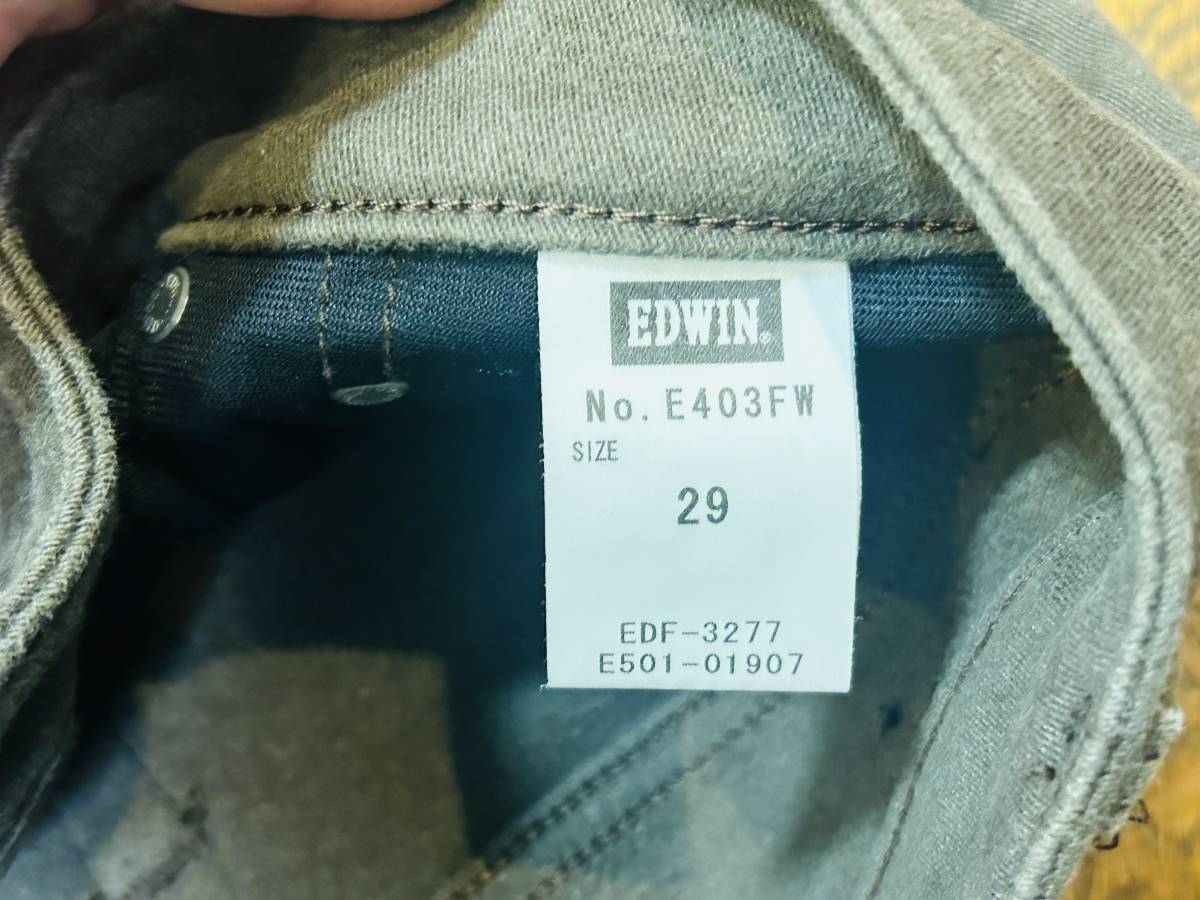 EDWIN®
No. E403FW
SIZE
29
EDF-3277
E501-01907